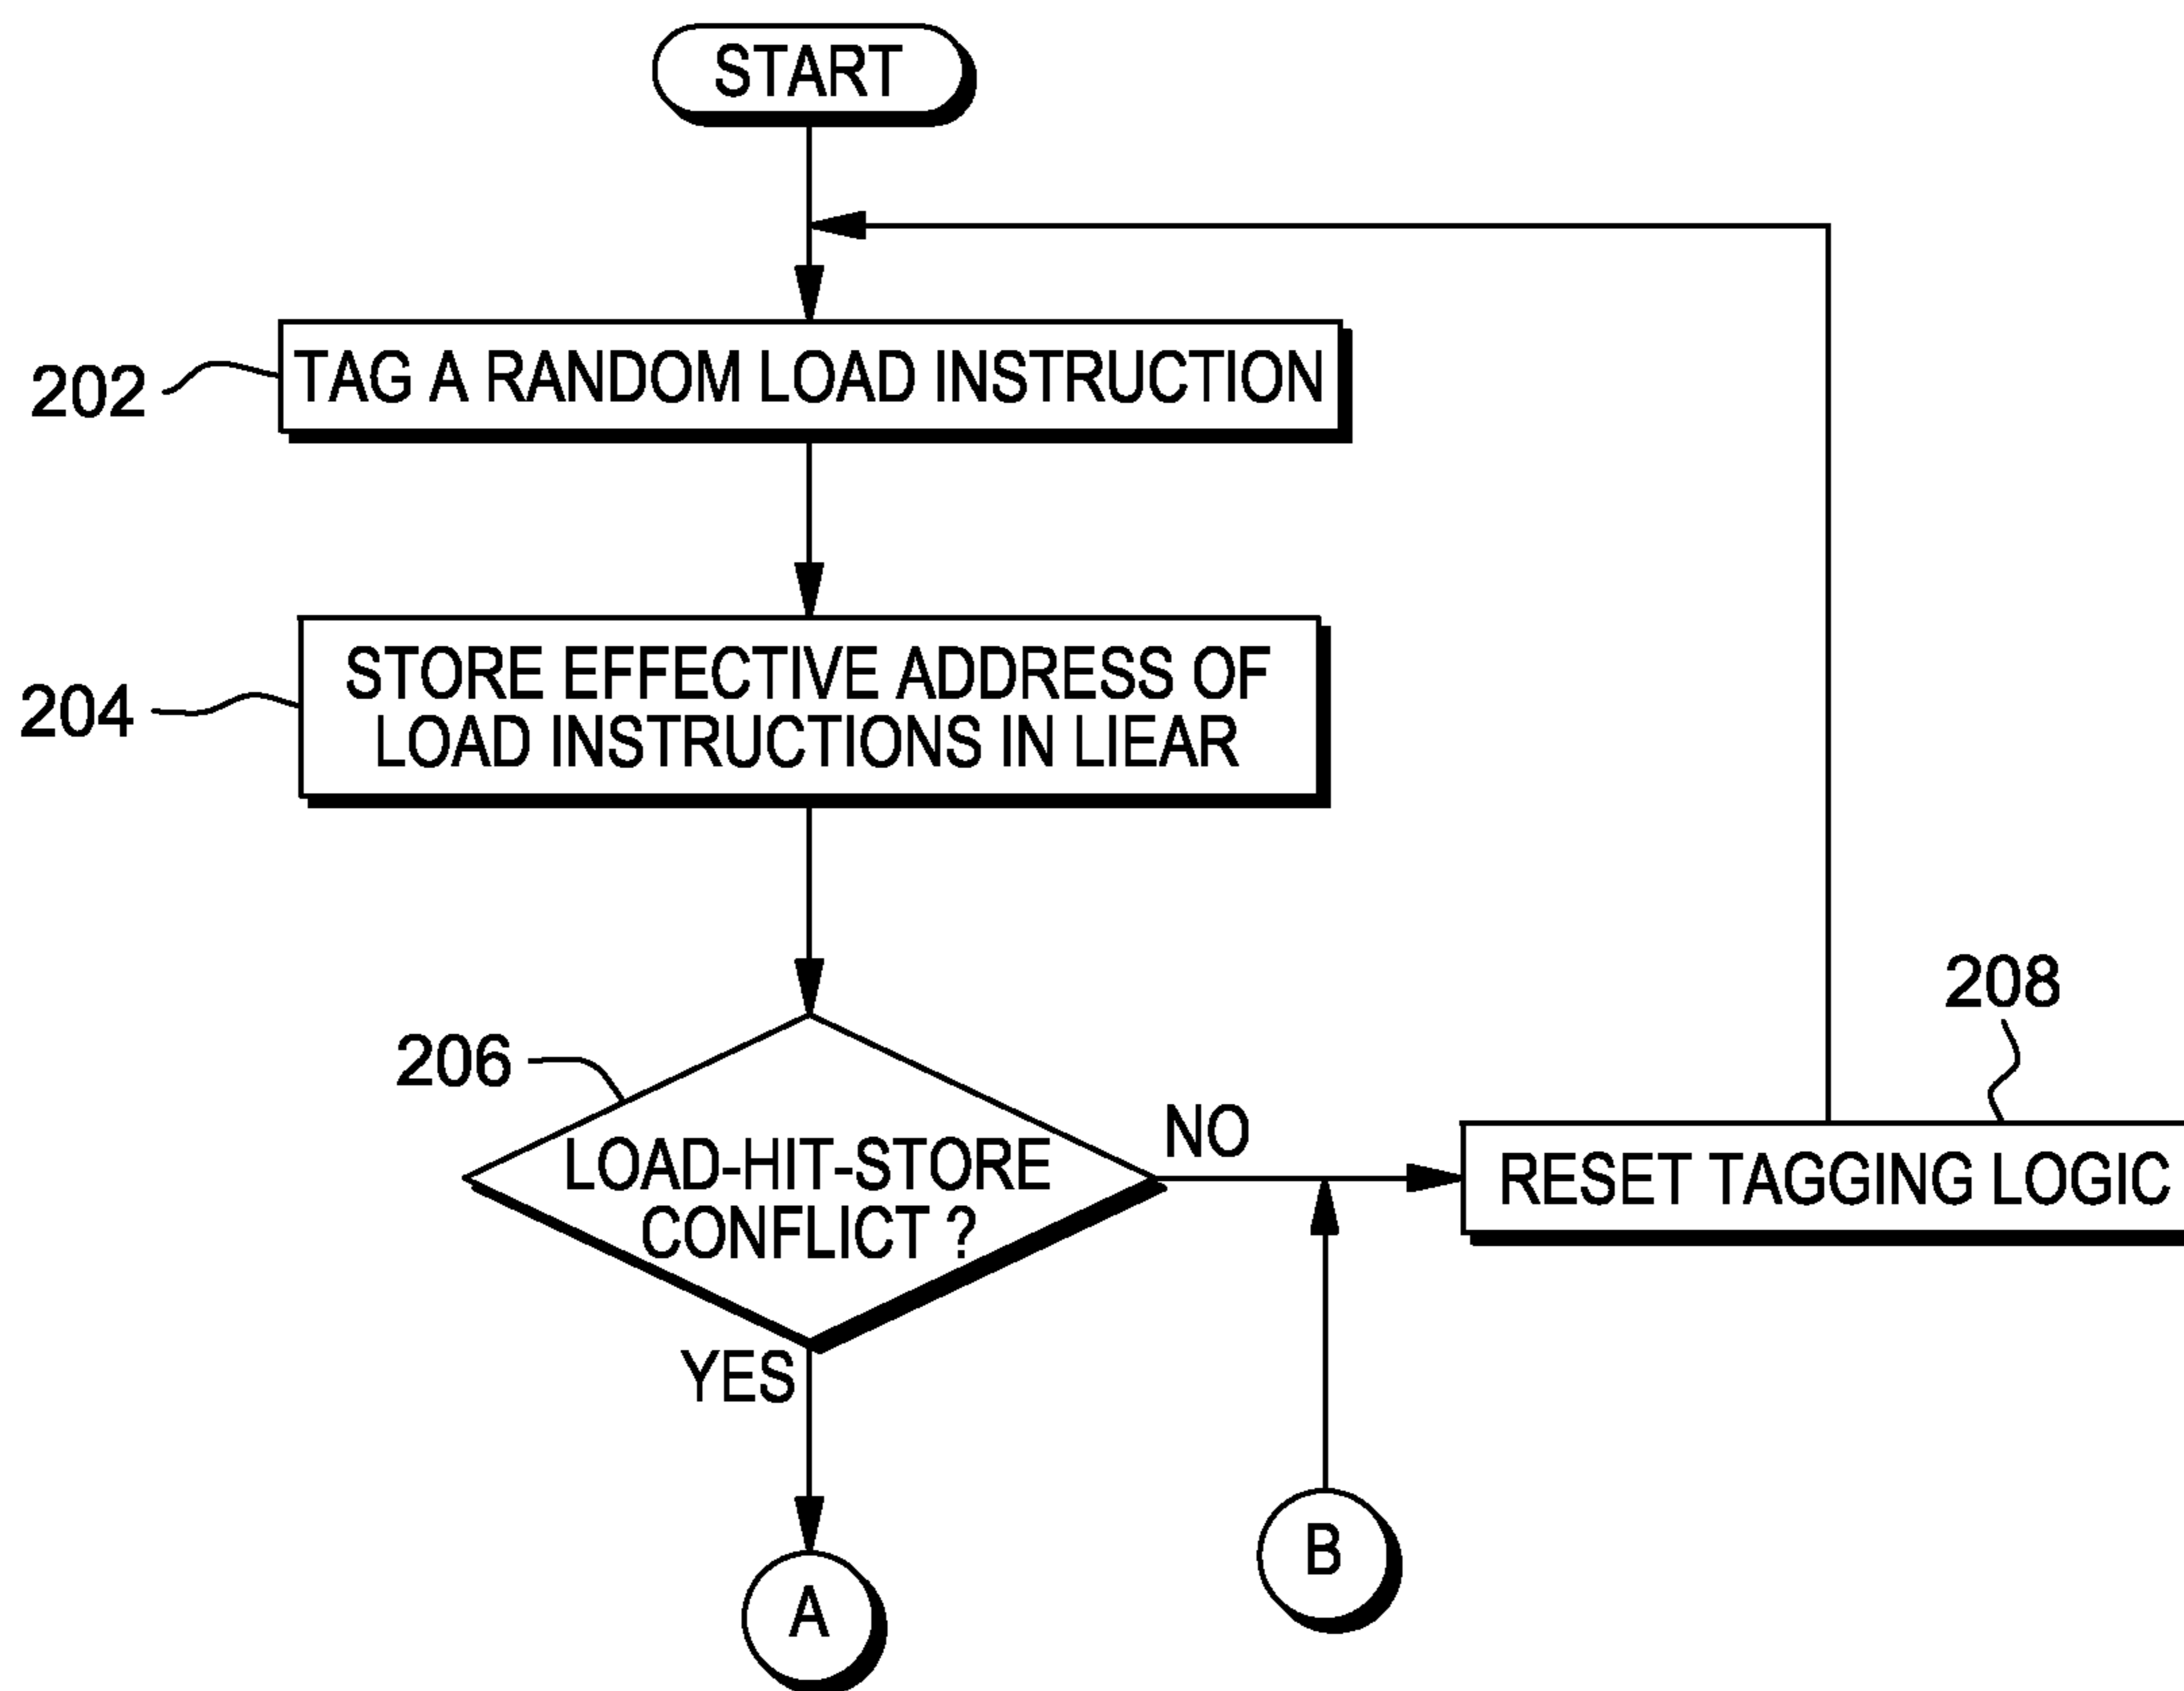 START
202
TAG A RANDOM LOAD INSTRUCTION
204
STORE EFFECTIVE ADDRESS OF
LOAD INSTRUCTIONS IN LIEAR
206
LOAD-HIT-STORE
CONFLICT ?
NO
208
RESET TAGGING LOGIC
YES
A
B